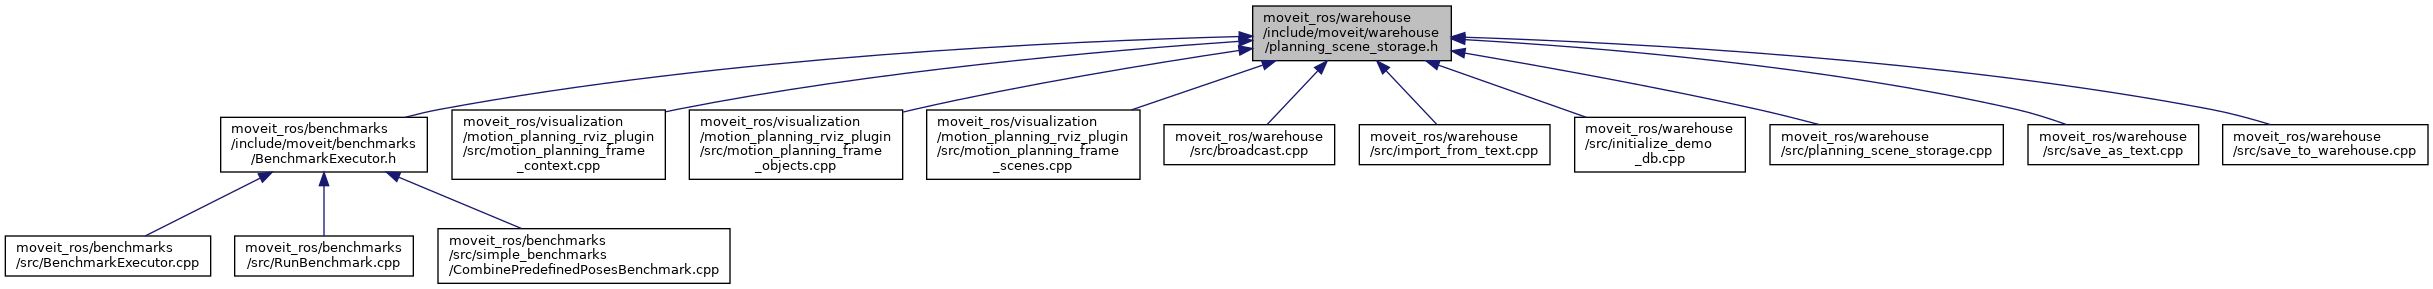 moveit_ros/warehouse
/include/moveit/warehouse
/planning_scene_storage.h
moveit_ros/benchmarks
/include/moveit/benchmarks
/BenchmarkExecutor.h
moveit_ros/visualization
/motion_planning_rviz_plugin
/src/motion_planning_frame
_context.cpp
moveit_ros/visualization
/motion_planning_rviz_plugin
/src/motion_planning_frame
_objects.cpp
moveit_ros/visualization
/motion_planning_rviz_plugin
/src/motion_planning_frame
_scenes.cpp
moveit_ros/warehouse
/src/broadcast.cpp
moveit_ros/warehouse
/src/import_from_text.cpp
moveit_ros/warehouse
/src/initialize_demo
_db.cpp
moveit_ros/warehouse
/src/planning_scene_storage.cpp
moveit_ros/warehouse
/src/save_as_text.cpp
moveit_ros/warehouse
/src/save_to_warehouse.cpp
moveit_ros/benchmarks
/src/BenchmarkExecutor.cpp
moveit_ros/benchmarks
/src/RunBenchmark.cpp
moveit_ros/benchmarks
/src/simple_benchmarks
/CombinePredefinedPosesBenchmark.cpp